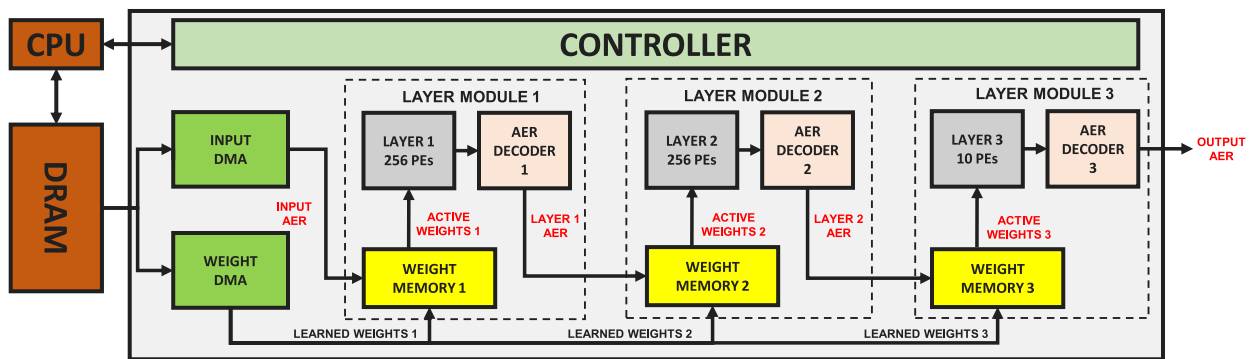 CPU
CONTROLLER
DRAM
INPUT
DMA
WEIGHT
DMA
INPUT
AER
LAYER MODULE 1
LAYER 1
256 PEs
AER
DECODER
1
ACTIVE
WEIGHTS 1
LAYER 1
AER
WEIGHT
MEMORY 1
LEARNED WEIGHTS 1
LAYER MODULE 2
LAYER 2
256 PEs
AER
DECODER
2
ACTIVE
WEIGHTS 2
LAYER 2
AER
WEIGHT
MEMORY 2
LEARNED WEIGHTS 2
LAYER MODULE 3
LAYER 3
10 PEs
AER
DECODER
3
ACTIVE
WEIGHTS 3
WEIGHT
MEMORY 3
LEARNED WEIGHTS 3
OUTPUT
AER